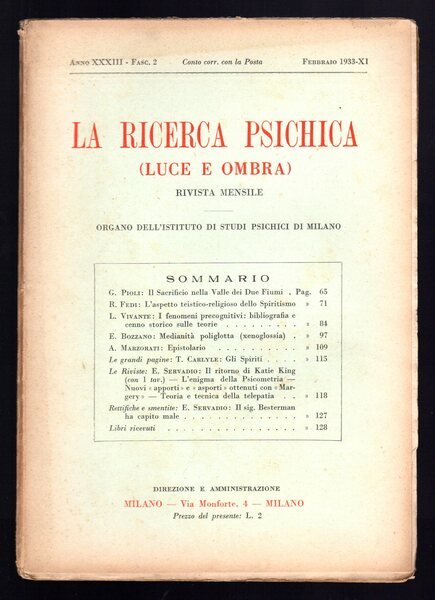 ANNO XXXIII - FASC. 2 Conto corr. con la Posta FEBBRAIO 1933-XI
LA RICERCA PSICHICA
(LUCE E OMBRA)
RIVISTA MENSILE
ORGANO DELL'ISTITUTO DI STUDI PSICHICI DI MILANO
SOMMARIO
G. PIOLI: Il Sacrificio nella Valle dei Due Fiumi . Pag. 65
R. FEDI: L'aspetto teistico-religioso dello Spiritismo » 71
L. VIVANTE: I fenomeni precognitivi: bibliografia e
cenno storico sulle teorie . . . . . . . » 84
E. BOZZANO: Medianità poliglotta (xenoglossia) . » 97
A. MARZORATI: Epistolario . . . . . . . . . » 109
Le grandi pagine: T. CARLYLE: Gli Spiriti . . . . » 115
Le Riviste: E. SERVADIO: Il ritorno di Katie King
(con 1 tav.) — L'enigma della Psicometria —
Nuovi « apporti » e « asporti » ottenuti con « Mar-
gery » — Teoria e tecnica della telepatia . . » 118
Rettifiche e smentite: E. SERVADIO: Il sig. Besterman
ha capito male . . . . . . . . . . . » 127
Libri ricevuti . . . . . . . . . . . . . » 128
DIREZIONE E AMMINISTRAZIONE
MILANO — Via Monforte, 4 — MILANO
Prezzo del presente: L. 2